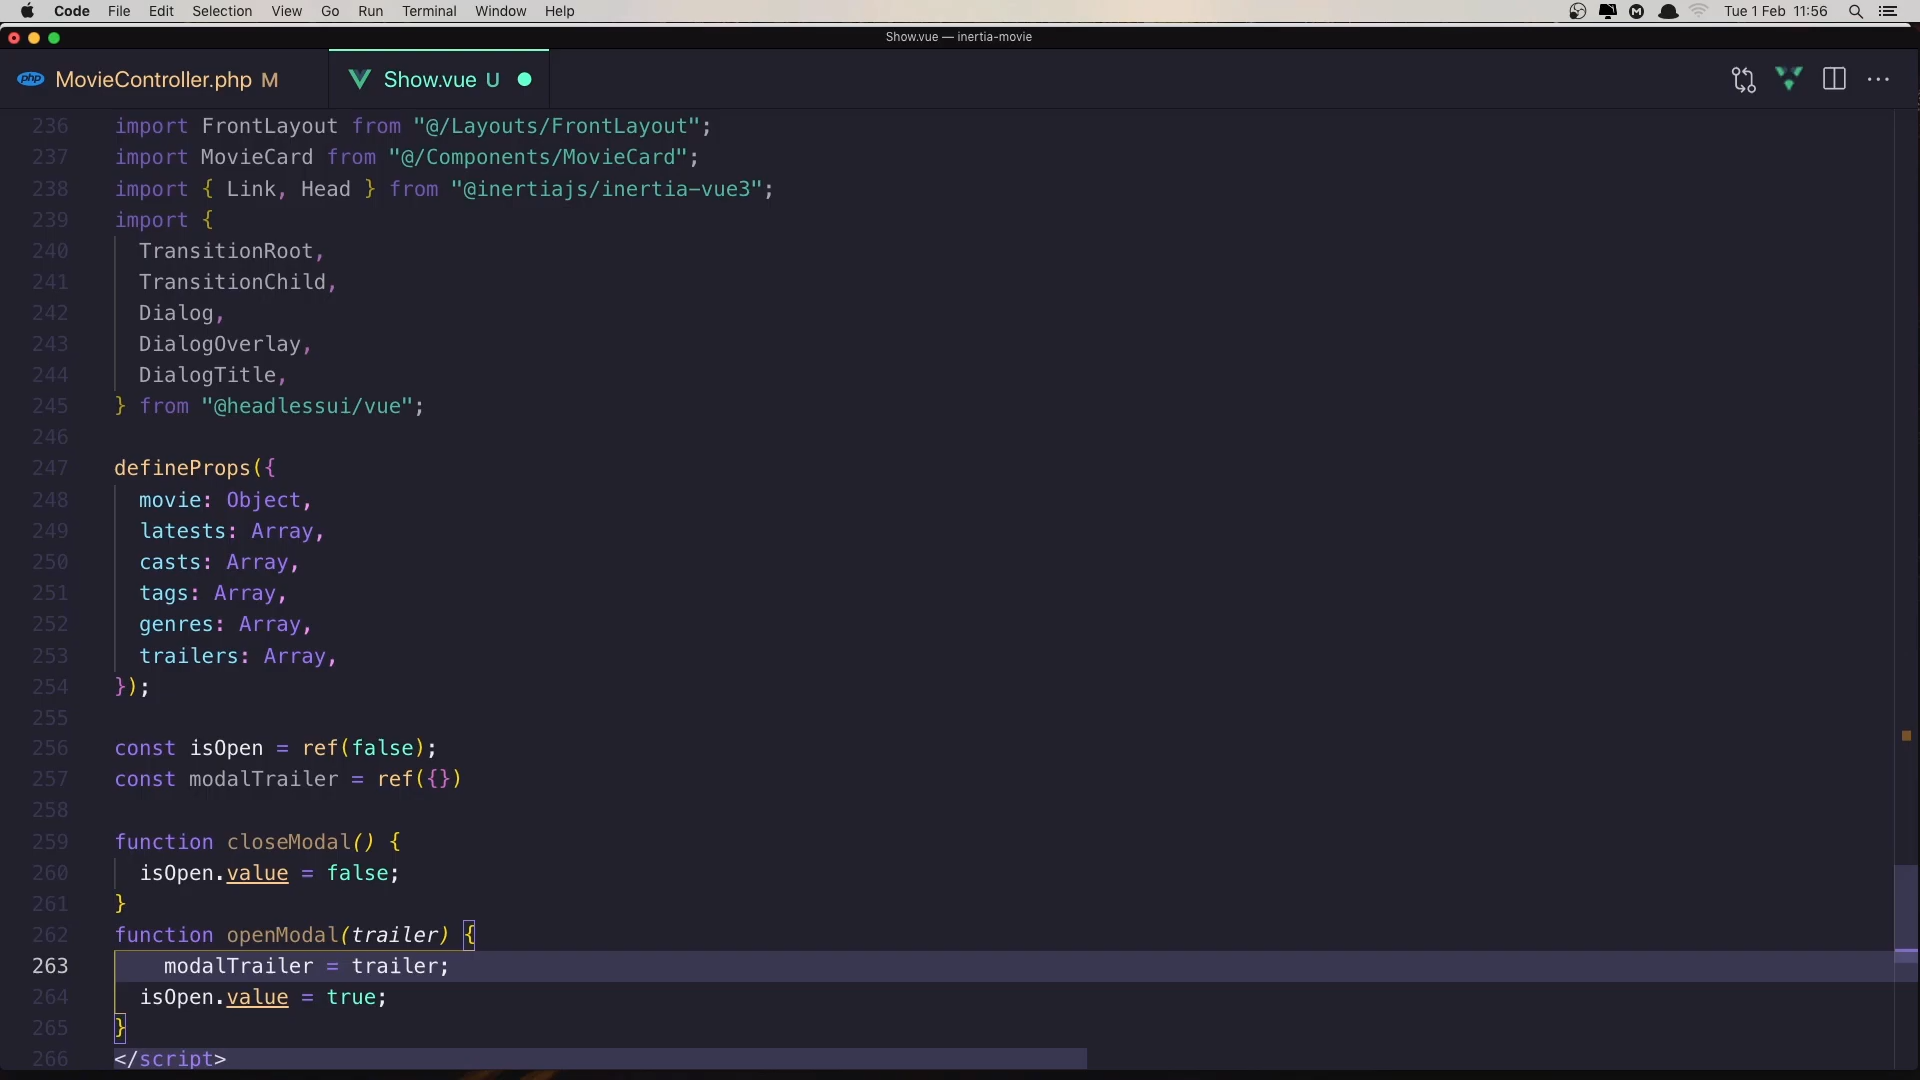 Code File Edit Selection View Go Run Terminal Window Help Tue 1 Feb 11:56
Show.vue — inertia-movie
php MovieController.php M Show.vue U
236 import FrontLayout from "@/Layouts/FrontLayout";
237 import MovieCard from "@/Components/MovieCard";
238 import { Link, Head } from "@inertiajs/inertia-vue3";
239 import {
240 TransitionRoot,
241 TransitionChild,
242 Dialog,
243 DialogOverlay,
244 DialogTitle,
245 } from "@headlessui/vue";
246
247 defineProps({
248 movie: Object,
249 latests: Array,
250 casts: Array,
251 tags: Array,
252 genres: Array,
253 trailers: Array,
254 });
255
256 const isOpen = ref(false);
257 const modalTrailer = ref({})
258
259 function closeModal() {
260 isOpen.value = false;
261 }
262 function openModal(trailer) {
263 modalTrailer = trailer;
264 isOpen.value = true;
265 }
266 </script>